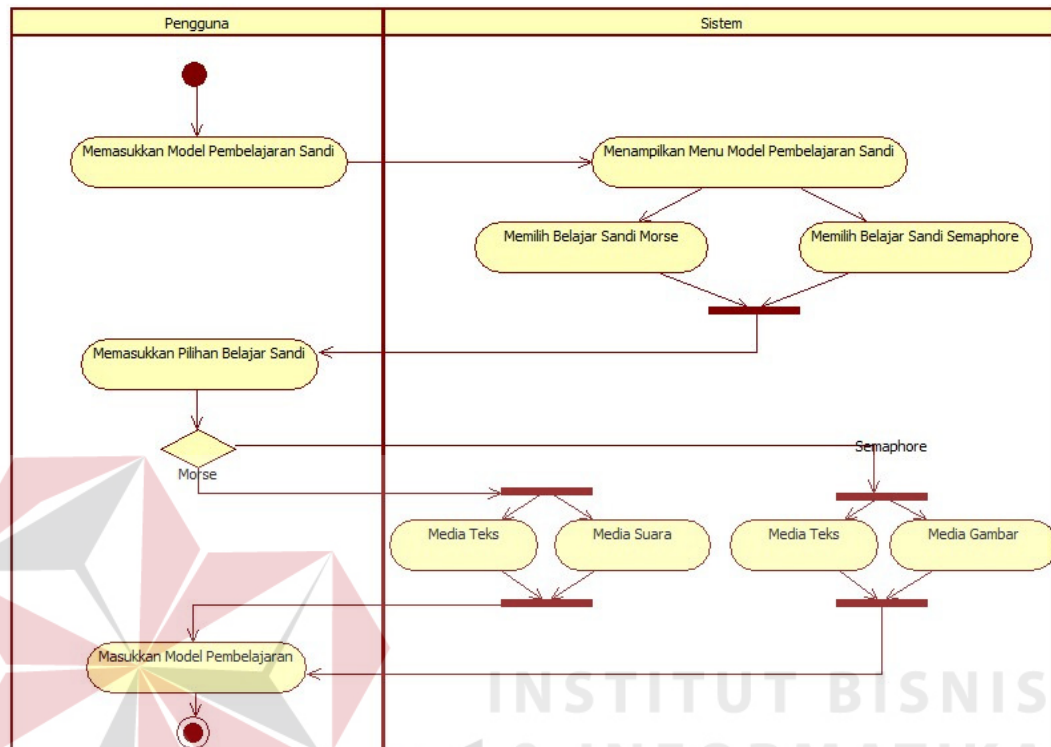 Pengguna
Sistem
Memasukkan Model Pembelajaran Sandi
Menampilkan Menu Model Pembelajaran Sandi
Memilih Belajar Sandi Morse
Memilih Belajar Sandi Semaphore
Memasukkan Pilihan Belajar Sandi
Semaphore
Morse
Media Teks
Media Suara
Media Teks
Media Gambar
Masukkan Model Pembelajaran
INSTITUT BISNIS
& INFORMATIKA